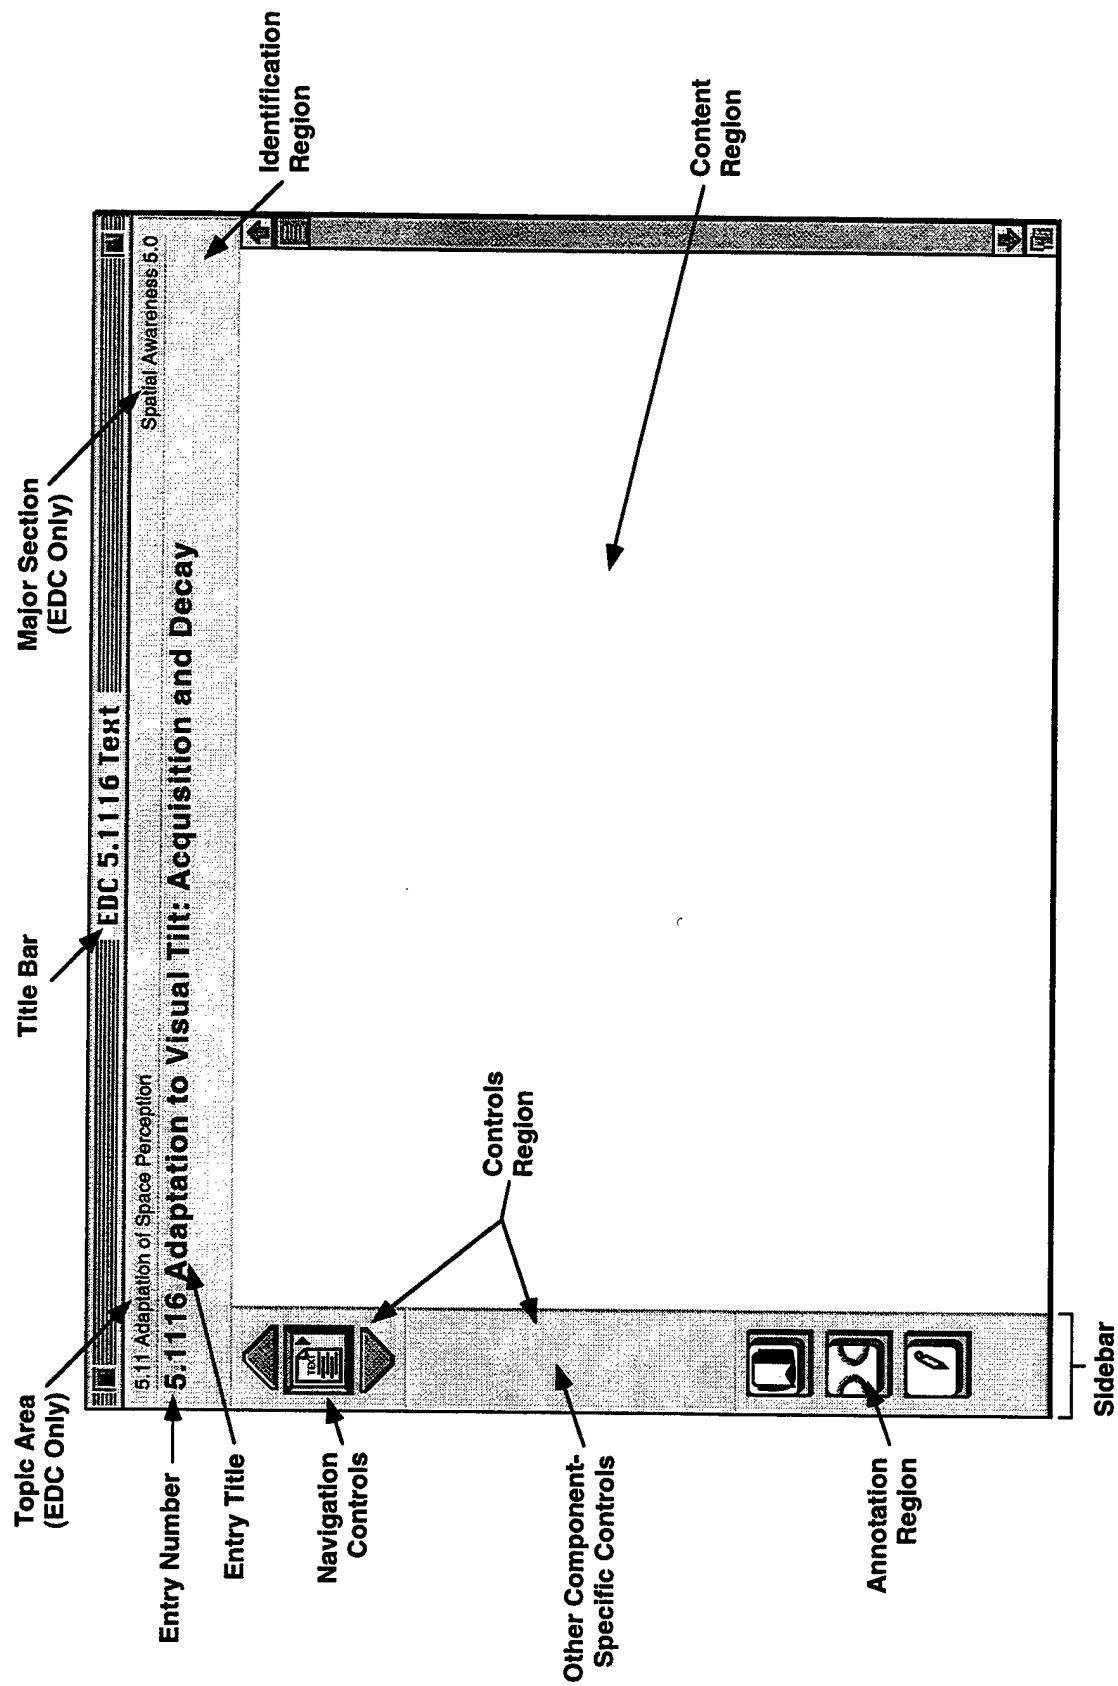 Topic Area
(EDC Only)
Title Bar
Major Section
(EDC Only)
EDC 5.1116 Text
5.11 Adaptation of Space Perception
Spatial Awareness 5.0
Entry Number
5.1116 Adaptation to Visual Tilt: Acquisition and Decay
Entry Title
Identification
Region
Navigation
Controls
TEXT
Controls
Region
Content
Region
Other Component-
Specific Controls
Annotation
Region
Sidebar